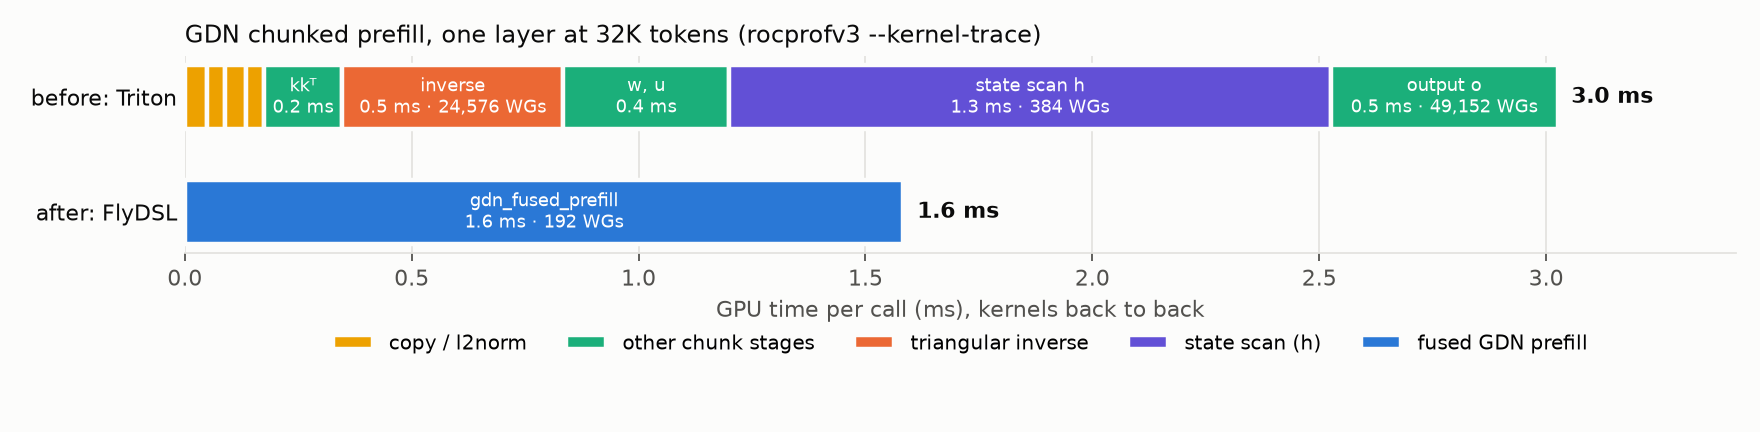 GDN chunked prefill, one layer at 32K tokens (rocprofv3 --kernel-trace)
before: Triton
kkᵀ
0.2 ms
inverse
0.5 ms · 24,576 WGs
w, u
0.4 ms
state scan h
1.3 ms · 384 WGs
output o
0.5 ms · 49,152 WGs
3.0 ms
after: FlyDSL
gdn_fused_prefill
1.6 ms · 192 WGs
1.6 ms
0.0 0.5 1.0 1.5 2.0 2.5 3.0
GPU time per call (ms), kernels back to back
copy / l2norm other chunk stages triangular inverse state scan (h) fused GDN prefill